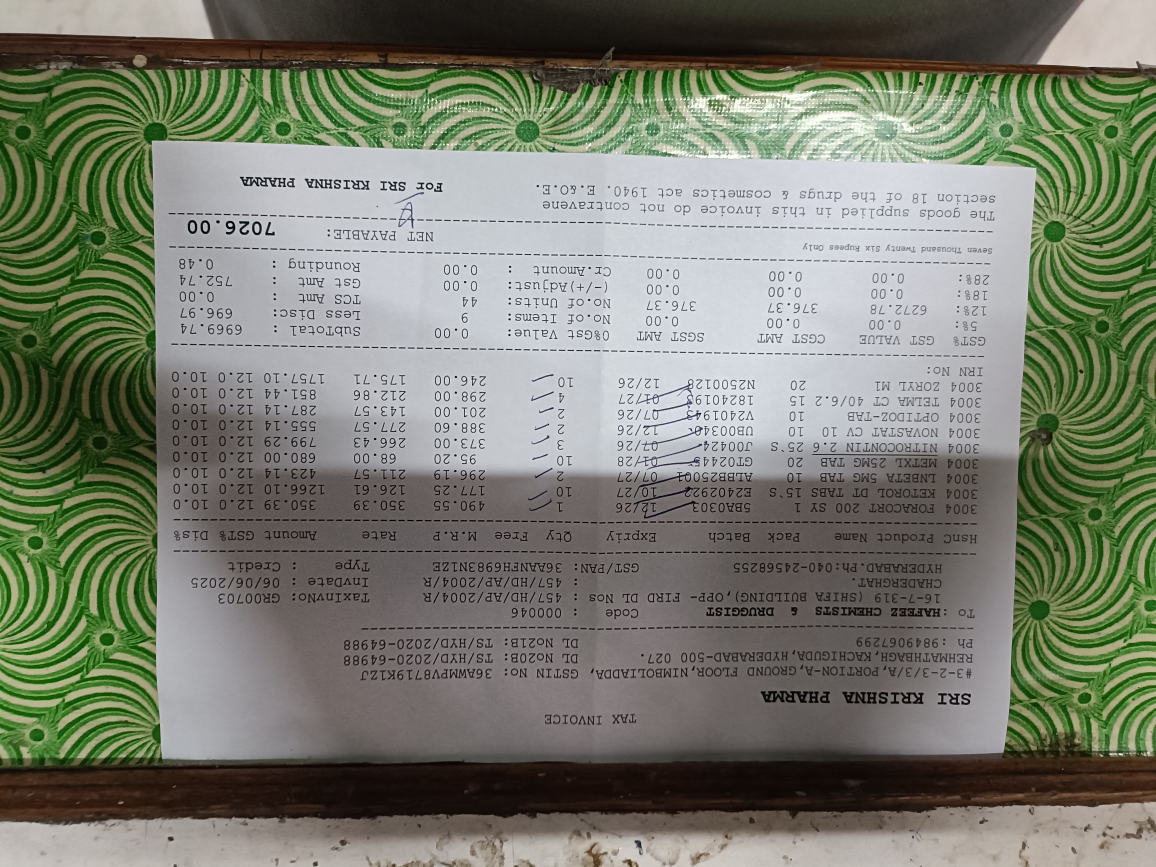 TAX INVOICE
SRI KRISHNA PHARMA
#3-2-3/3/A, PORTION-A, GROUND FLOOR, NIMBOLIADDA, GSTIN No: 36AWMPV8719K1ZJ
REHMATHBAGH, KACHIGUDA, HYDERABAD-500 027. DL No20B: TS/HYD/2020-64988
Ph :9849067299 DL No21B: TS/HYD/2020-64988
To :HAFEEZ CHEMISTS & DRUGGIST Code : 000046
16-7-319 (SHIFA BUILDING),OPP- FIRD DL Nos : 457/HD/AP/2004/R TaxInvNo: GR00703
CHADERGHAT. : 457/HD/AP/2004/R InvDate : 06/06/2025
HYDERABAD.Ph:040-24568255 GST/PAN: 36AANFH6983N1ZE Type : Credit
HsnC Product Name Pack Batch Expriy Qty Free M.R.P Rate Amount GST% Dis%
3004 FORACORT 200 SY 1 5BA0303 12/26 1 490.55 350.39 350.39 12.0 10.0
3004 KETOROL DT TABS 15'S E2402922 10/27 10 177.25 126.61 1266.10 12.0 10.0
3004 LNBETA 5MG TAB 10 ALBB25001 07/27 2 296.19 211.57 423.14 12.0 10.0
3004 METXL 25MG TAB 20 GT02445 01/28 10 95.20 68.00 680.00 12.0 10.0
3004 NITROCONTIN 2.6 25'S J00424 07/26 3 373.00 266.43 799.29 12.0 10.0
3004 NOVASTAT CV 10 10 UB00340 12/26 2 388.60 277.57 555.14 12.0 10.0
3004 OPTIDOZ-TAB 10 V2401943 07/26 2 201.00 143.57 287.14 12.0 10.0
3004 TELMA CT 40/6.2 15 18240193 01/27 4 298.00 212.86 851.44 12.0 10.0
3004 ZORYL M1 20 N2500128 12/26 10 246.00 175.71 1757.10 12.0 10.0
IRN No:
GST% GST VALUE CGST AMT SGST AMT 0%Gst Value: 0.00 SubTotal : 6969.74
5%: 0.00 0.00 0.00 No.of Items: 9 Less Disc: 696.97
12%: 6272.78 376.37 376.37 No.of Units: 44 TCS Amt : 0.00
18%: 0.00 0.00 0.00 (-/+)Adjust: 0.00 Gst Amt : 752.74
28%: 0.00 0.00 0.00 Cr.Amount : 0.00 Rounding : 0.48
Seven Thousand Twenty Six Rupees Only NET PAYABLE: 7026.00
The goods supplied in this invoice do not contravene
section 18 of the drugs & cosmetics act 1940. E.&O.E. For SRI KRISHNA PHARMA